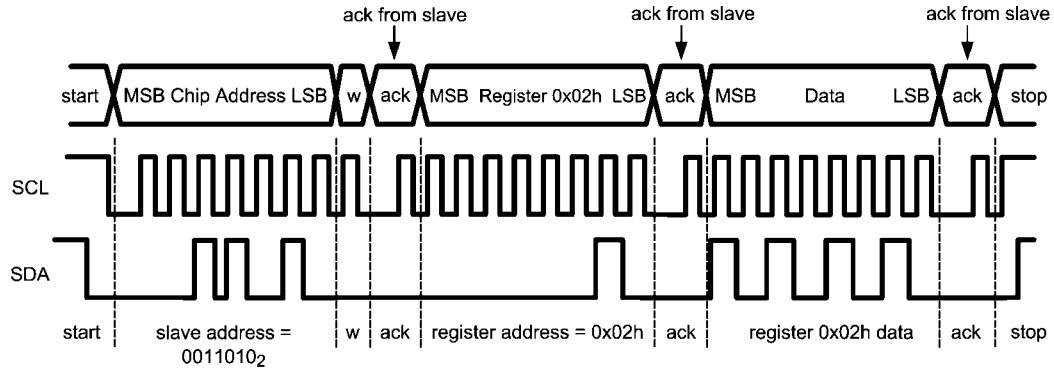 ack from slave ack from slave ack from slave
start MSB Chip Address LSB w ack MSB Register 0x02h LSB ack MSB Data LSB ack stop
SCL
SDA
start slave address = w ack register address = 0x02h ack register 0x02h data ack stop
0011010₂